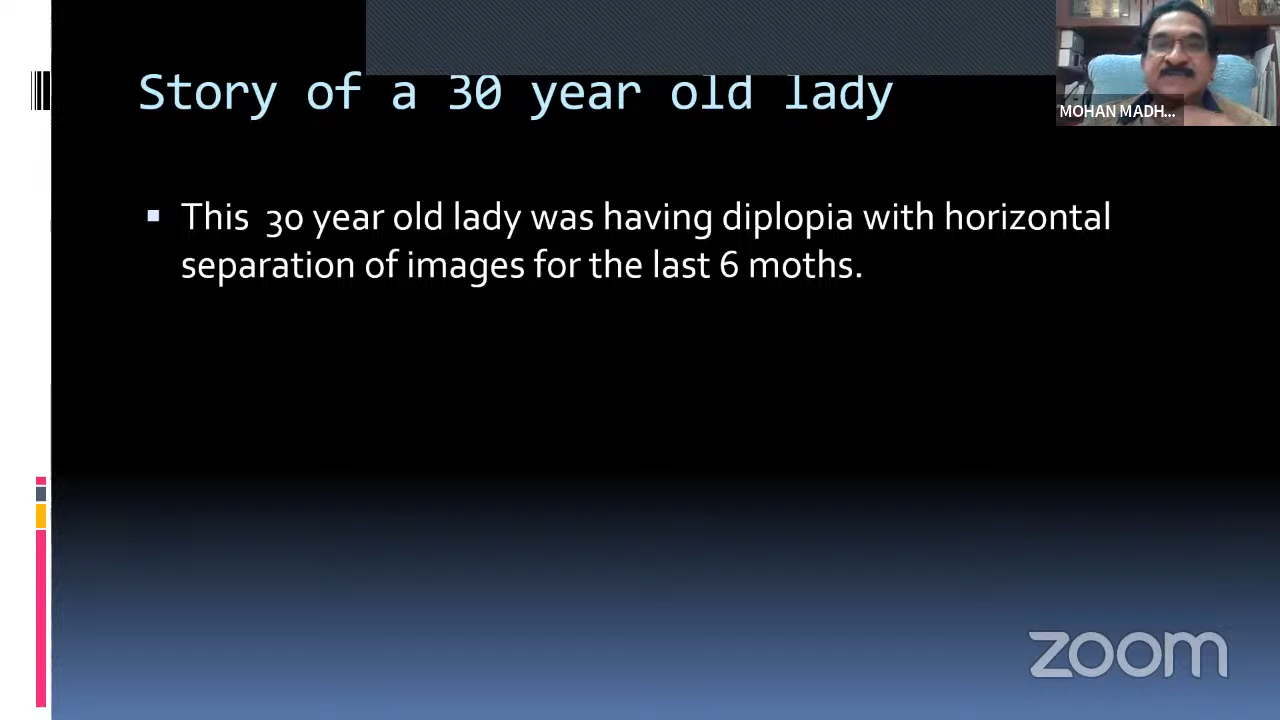 Story of a 30 year old lady
MOHAN MADH...
This 30 year old lady was having diplopia with horizontal
separation of images for the last 6 moths.
zoom